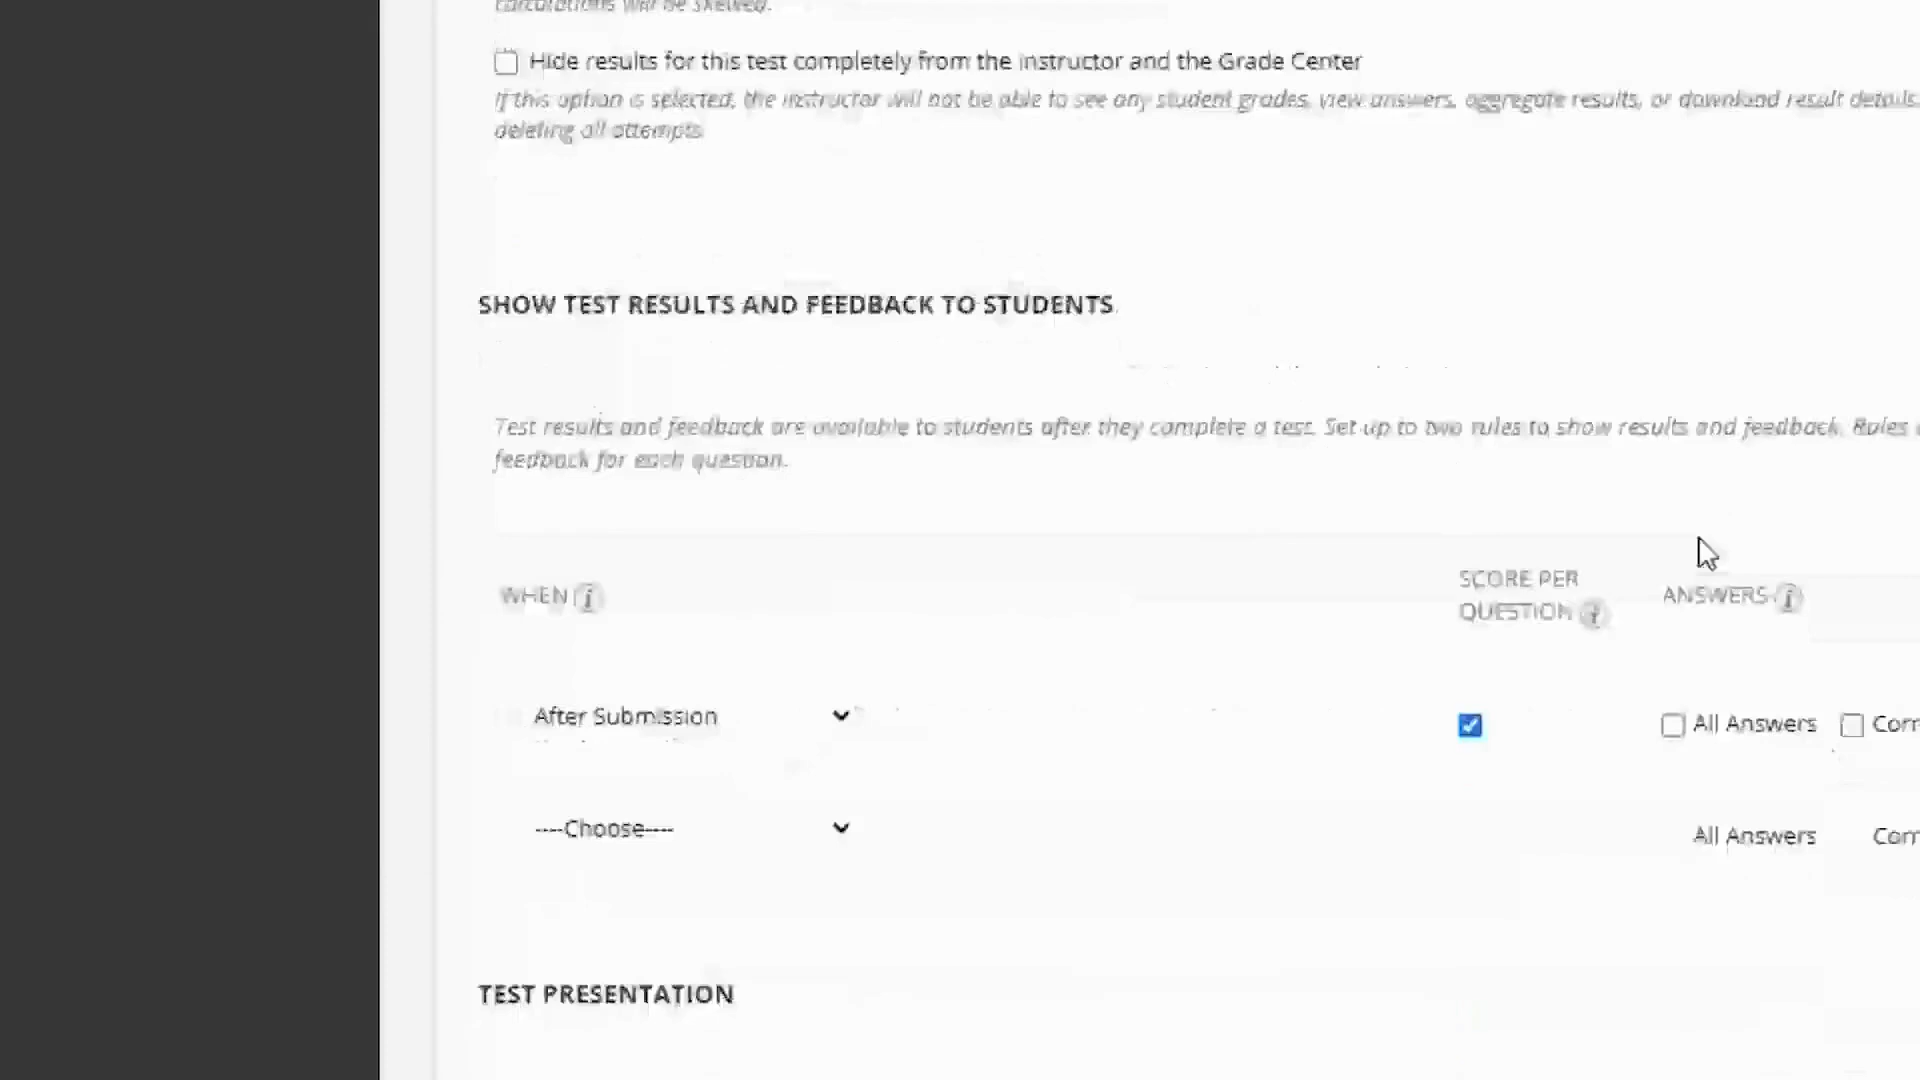 calculations will be skewed.
Hide results for this test completely from the instructor and the Grade Center
If this option is selected, the instructor will not be able to see any student grades, view answers, aggregate results, or download result details.
deleting all attempts.
SHOW TEST RESULTS AND FEEDBACK TO STUDENTS
Test results and feedback are available to students after they complete a test. Set up to two rules to show results and feedback. Rules
feedback for each question.
WHEN
SCORE PER QUESTION
ANSWERS
After Submission
All Answers Corr
----Choose----
All Answers Corr
TEST PRESENTATION